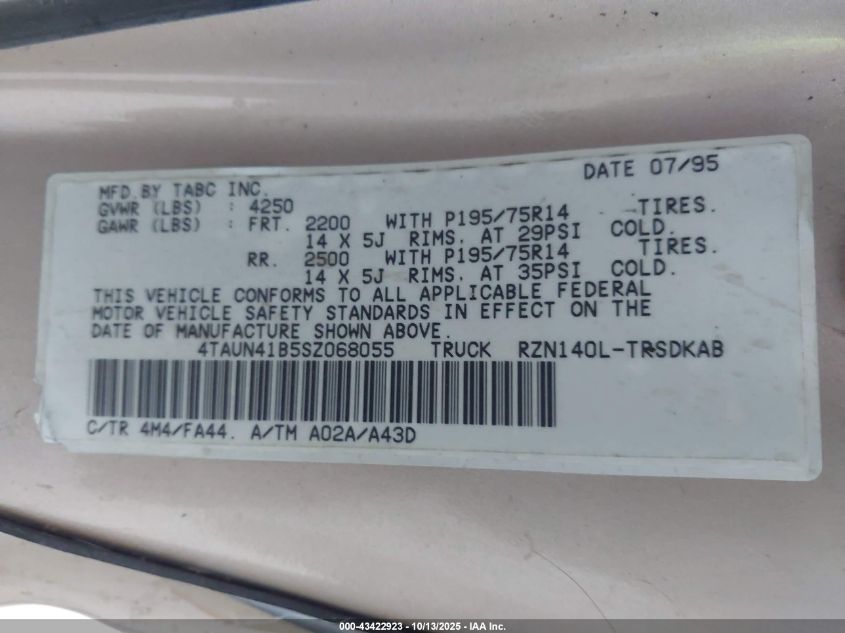 DATE 07/95
MFD.BY TABC INC.
GVWR (LBS) : 4250
GAWR (LBS) : FRT. 2200 WITH P195/75R14 TIRES.
14 X 5J RIMS. AT 29PSI COLD.
RR. 2500 WITH P195/75R14 TIRES.
14 X 5J RIMS. AT 35PSI COLD.
THIS VEHICLE CONFORMS TO ALL APPLICABLE FEDERAL
MOTOR VEHICLE SAFETY STANDARDS IN EFFECT ON THE
DATE OF MANUFACTURE SHOWN ABOVE.
4TAUN41B5SZ068055 TRUCK RZN140L-TRSDKAB
C/TR 4M4/FA44. A/TM A02A/A43D
000-43422923 - 10/13/2025 - IAA Inc.